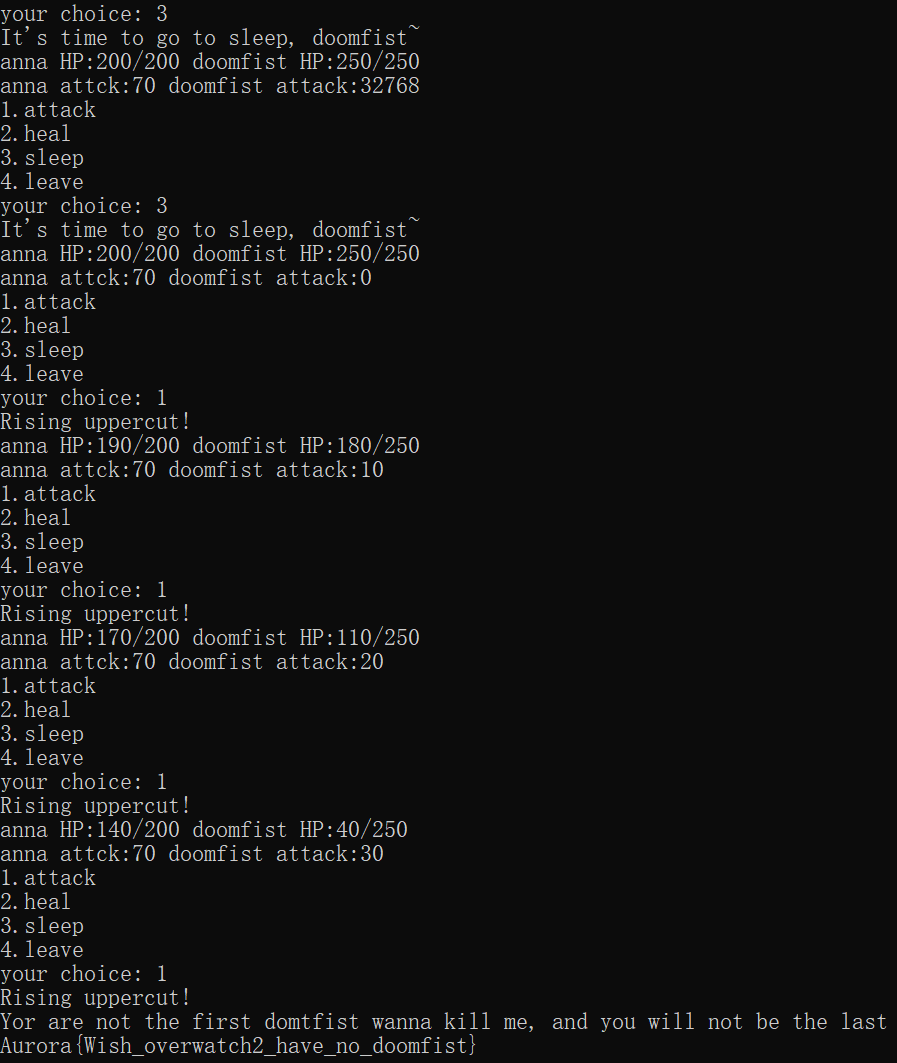 your choice: 3
It's time to go to sleep, doomfist~
anna HP:200/200 doomfist HP:250/250
anna attck:70 doomfist attack:32768
1.attack
2.heal
3.sleep
4.leave
your choice: 3
It's time to go to sleep, doomfist~
anna HP:200/200 doomfist HP:250/250
anna attck:70 doomfist attack:0
1.attack
2.heal
3.sleep
4.leave
your choice: 1
Rising uppercut!
anna HP:190/200 doomfist HP:180/250
anna attck:70 doomfist attack:10
1.attack
2.heal
3.sleep
4.leave
your choice: 1
Rising uppercut!
anna HP:170/200 doomfist HP:110/250
anna attck:70 doomfist attack:20
1.attack
2.heal
3.sleep
4.leave
your choice: 1
Rising uppercut!
anna HP:140/200 doomfist HP:40/250
anna attck:70 doomfist attack:30
1.attack
2.heal
3.sleep
4.leave
your choice: 1
Rising uppercut!
Yor are not the first domtfist wanna kill me, and you will not be the last
Aurora{Wish_overwatch2_have_no_doomfist}